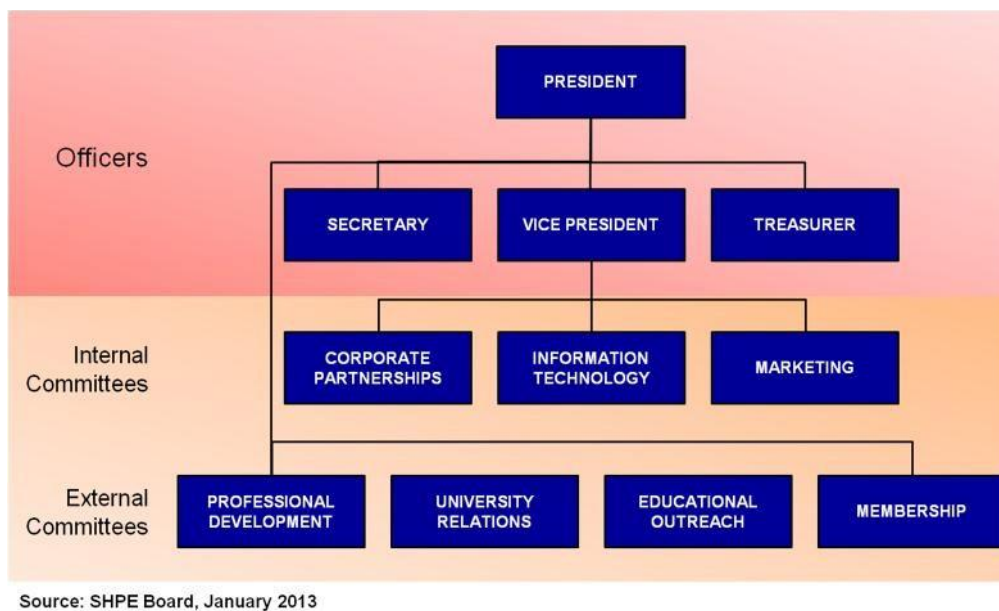 PRESIDENT
Officers
SECRETARY
VICE PRESIDENT
TREASURER
Internal
Committees
CORPORATE
PARTNERSHIPS
INFORMATION
TECHNOLOGY
MARKETING
External
Committees
PROFESSIONAL
DEVELOPMENT
UNIVERSITY
RELATIONS
EDUCATIONAL
OUTREACH
MEMBERSHIP
Source: SHPE Board, January 2013